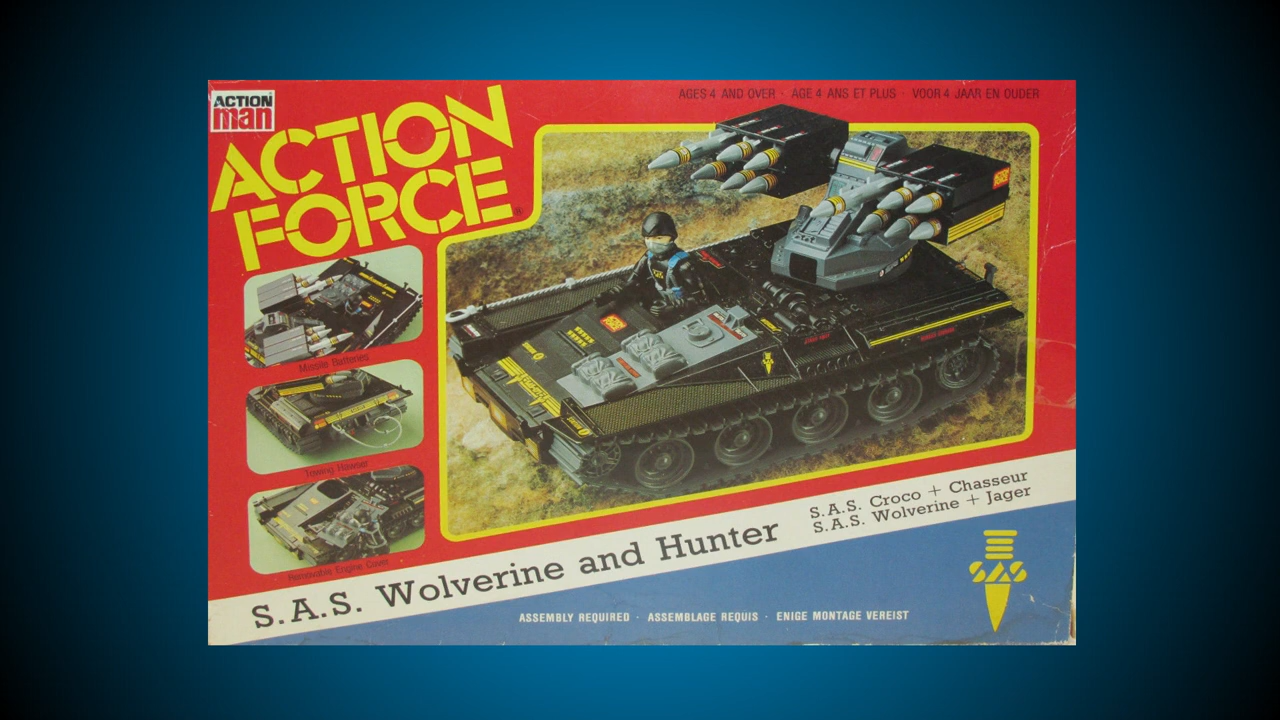 ACTION
man
AGES 4 AND OVER · AGE 4 ANS ET PLUS · VOOR 4 JAAR EN OUDER
ACTION
FORCE
Missile Batteries
Towing Hawser
Removable Engine Cover
S.A.S. Wolverine and Hunter
S.A.S. Croco + Chasseur
S.A.S. Wolverine + Jager
SAS
ASSEMBLY REQUIRED · ASSEMBLAGE REQUIS · ENIGE MONTAGE VEREIST